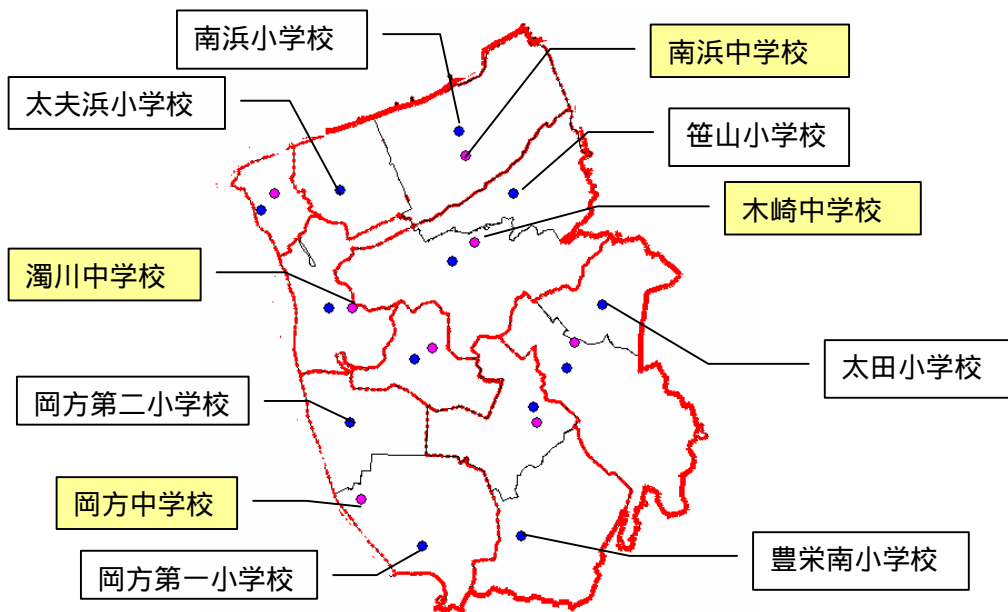 南浜小学校
南浜中学校
太夫浜小学校
笹山小学校
木崎中学校
濁川中学校
太田小学校
岡方第二小学校
岡方中学校
豊栄南小学校
岡方第一小学校